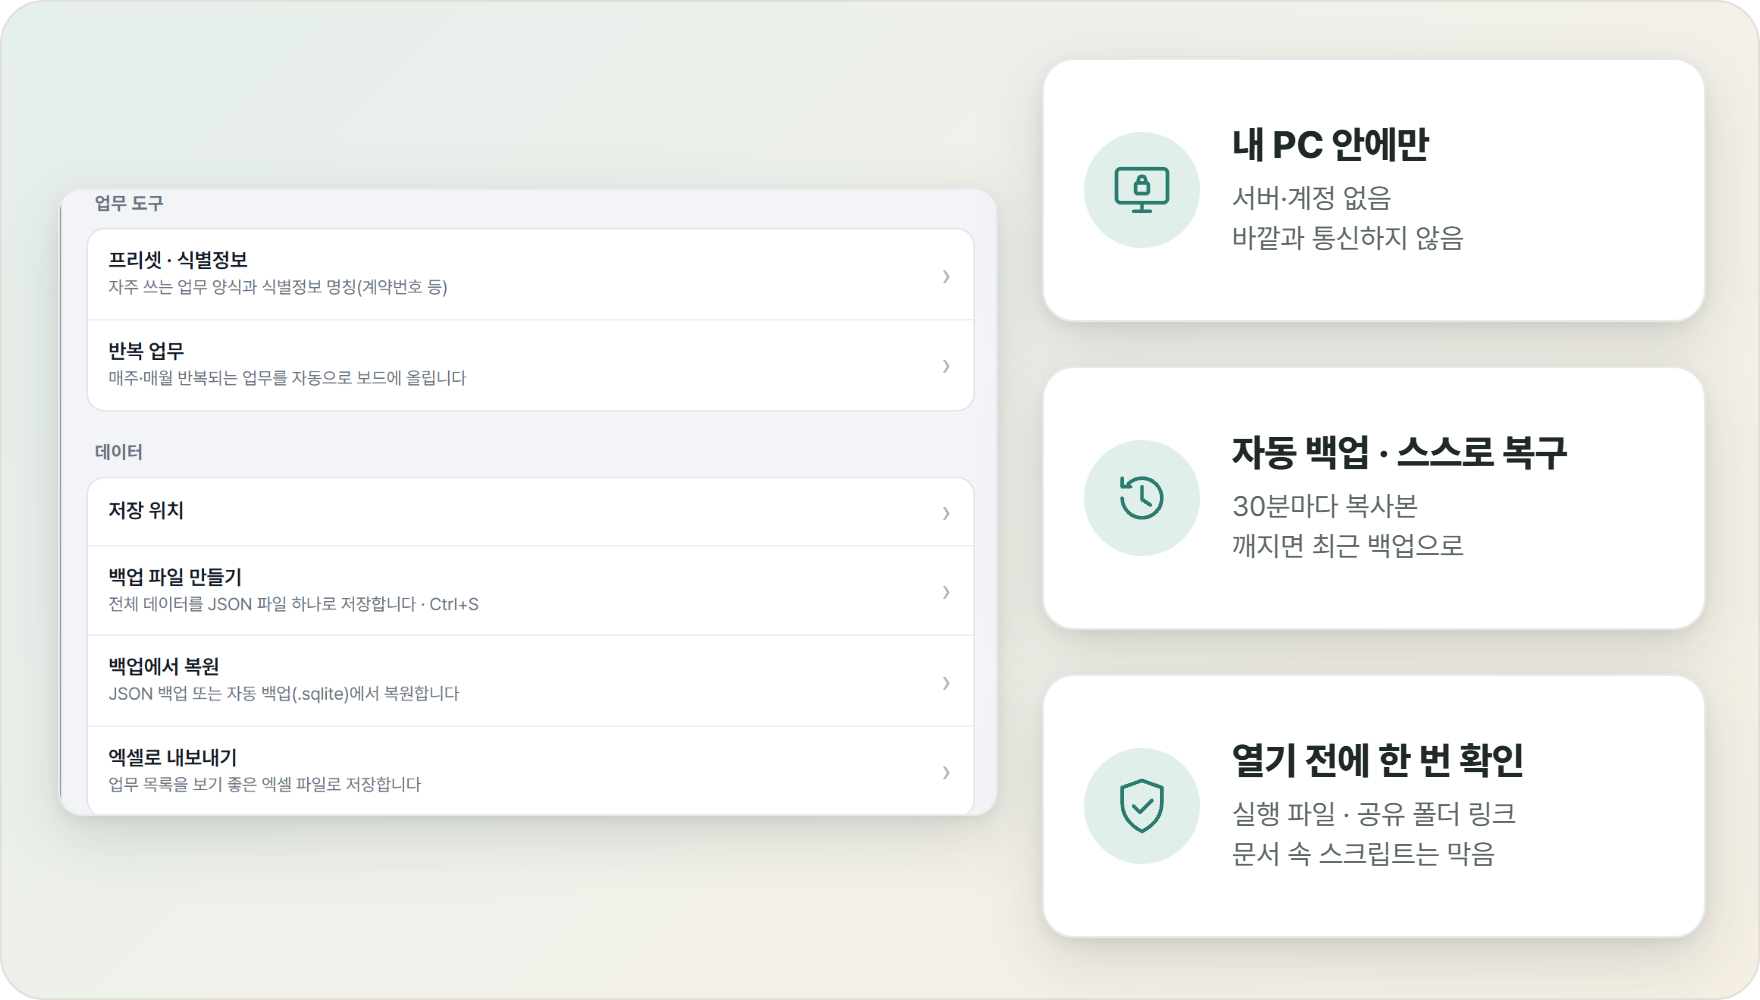 업무 도구
프리셋 · 식별정보
자주 쓰는 업무 양식과 식별정보 명칭(계약번호 등)
반복 업무
매주·매월 반복되는 업무를 자동으로 보드에 올립니다
데이터
저장 위치
백업 파일 만들기
전체 데이터를 JSON 파일 하나로 저장합니다 · Ctrl+S
백업에서 복원
JSON 백업 또는 자동 백업(.sqlite)에서 복원합니다
엑셀로 내보내기
업무 목록을 보기 좋은 엑셀 파일로 저장합니다
내 PC 안에만
서버·계정 없음
바깥과 통신하지 않음
자동 백업 · 스스로 복구
30분마다 복사본
깨지면 최근 백업으로
열기 전에 한 번 확인
실행 파일 · 공유 폴더 링크
문서 속 스크립트는 막음